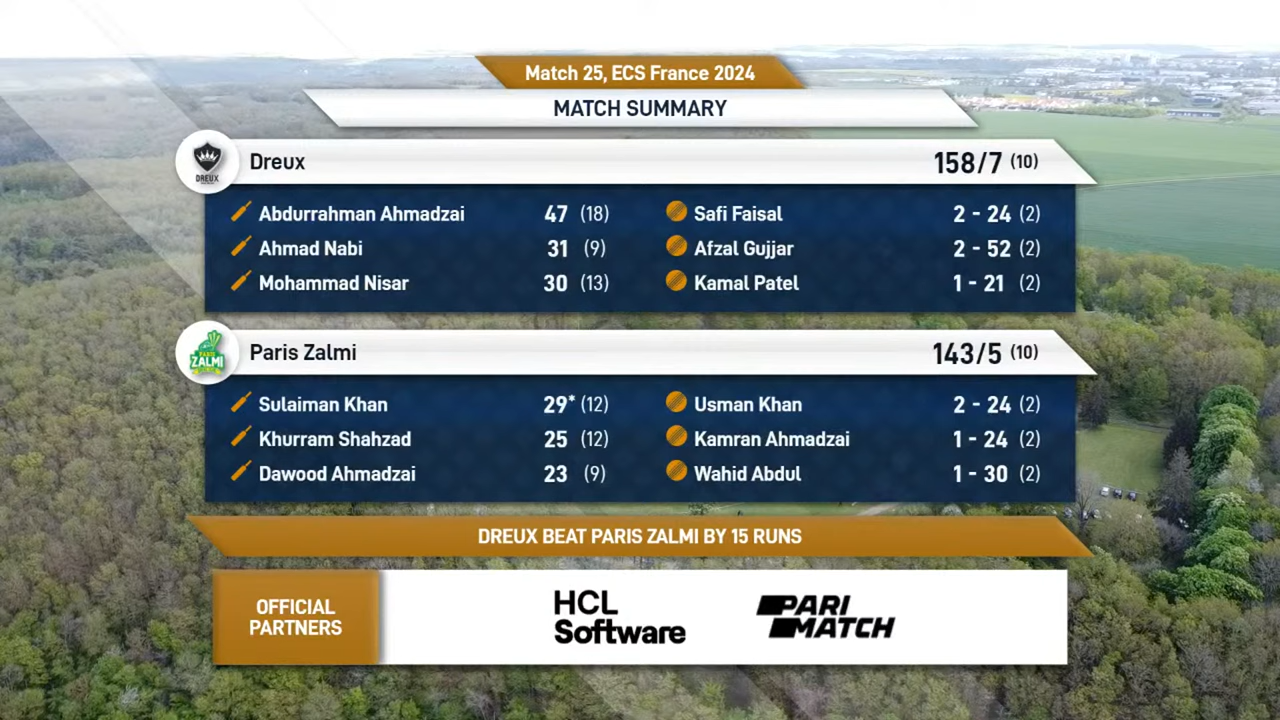 Match 25, ECS France 2024
MATCH SUMMARY
DREUX
Dreux 158/7 (10)
Abdurrahman Ahmadzai 47 (18) Safi Faisal 2 - 24 (2)
Ahmad Nabi 31 (9) Afzal Gujjar 2 - 52 (2)
Mohammad Nisar 30 (13) Kamal Patel 1 - 21 (2)
PARIS
ZALMI
Paris Zalmi 143/5 (10)
Sulaiman Khan 29* (12) Usman Khan 2 - 24 (2)
Khurram Shahzad 25 (12) Kamran Ahmadzai 1 - 24 (2)
Dawood Ahmadzai 23 (9) Wahid Abdul 1 - 30 (2)
DREUX BEAT PARIS ZALMI BY 15 RUNS
OFFICIAL
PARTNERS
HCL
Software
PARI
MATCH